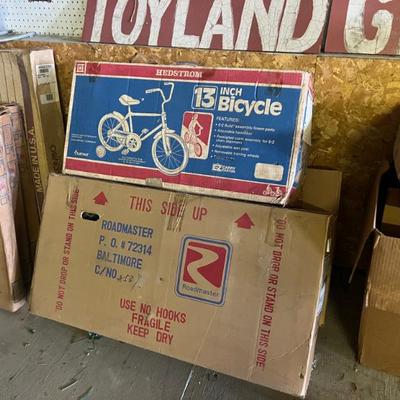 TOYLAND G
HEDSTROM
13 INCH
Bicycle
FEATURES:
MADE IN U.S.A.
THIS SIDE UP
ROADMASTER
P. O. # 72314
BALTIMORE
C/NO.
Roadmaster
USE NO HOOKS
FRAGILE
KEEP DRY
DO NOT DROP OR STAND ON THIS SIDE
DO NOT DROP OR STAND ON THIS SIDE